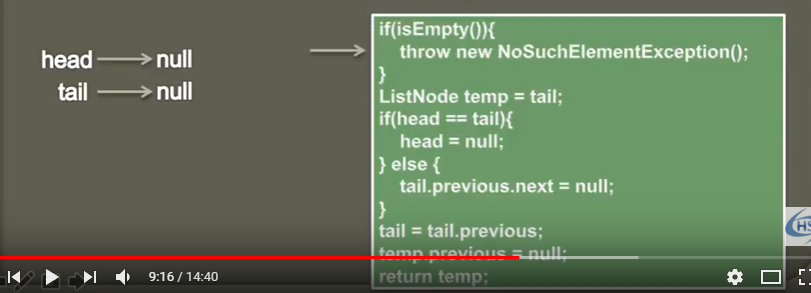 head null
tail null
if(isEmpty()){
throw new NoSuchElementException();
}
ListNode temp = tail;
if(head == tail){
head = null;
} else {
tail.previous.next = null;
}
tail = tail.previous;
temp.previous = null;
return temp;
9:16 / 14:40